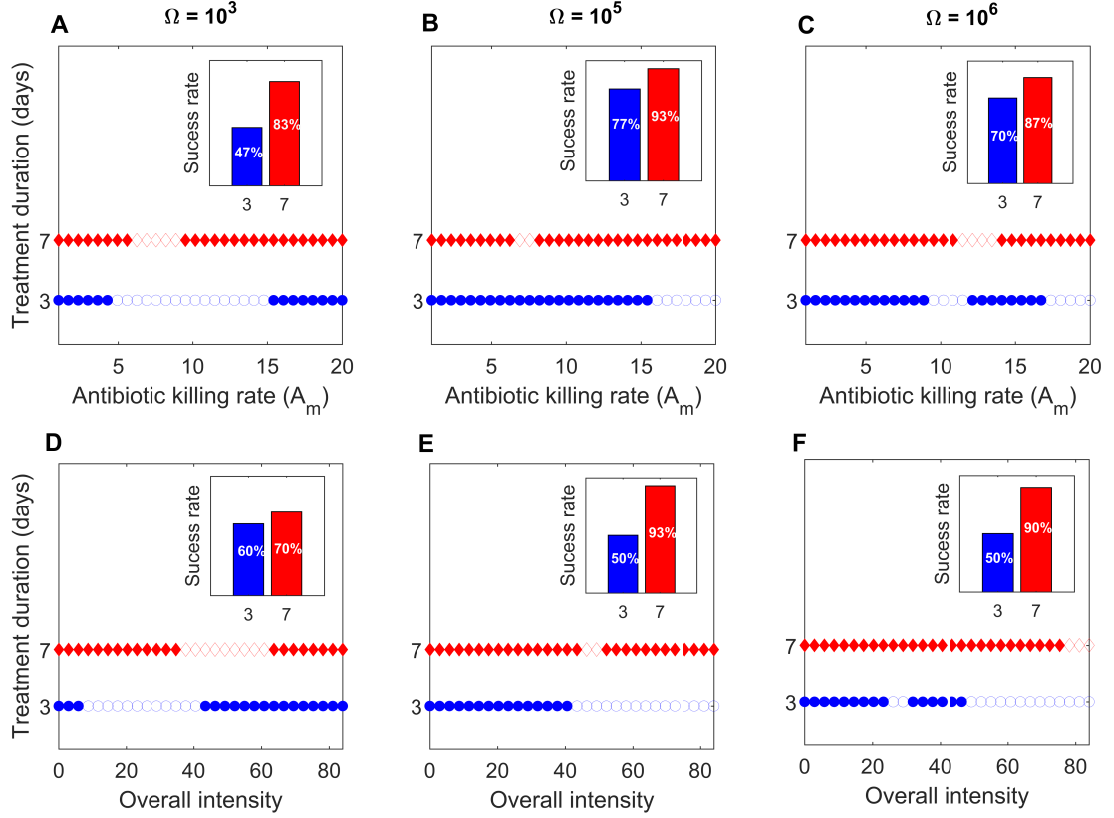 Ω = 10³
Ω = 10⁵
Ω = 10⁶
A
B
C
Treatment duration (days)
Sucess rate
47%
83%
3
7
Sucess rate
77%
93%
3
7
Sucess rate
70%
87%
3
7
7
3
7
3
7
3
5
10
15
20
5
10
15
20
5
10
15
20
Antibiotic killing rate (Aₘ)
Antibiotic killing rate (Aₘ)
Antibiotic killing rate (Aₘ)
D
E
F
Treatment duration (days)
Sucess rate
60%
70%
3
7
Sucess rate
50%
93%
3
7
Sucess rate
50%
90%
3
7
7
3
7
3
7
3
0
20
40
60
80
0
20
40
60
80
0
20
40
60
80
Overall intensity
Overall intensity
Overall intensity